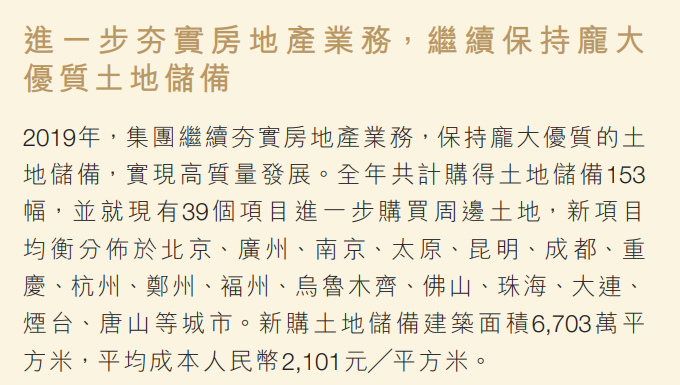 進一步夯實房地產業務，繼續保持龐大
優質土地儲備
2019年，集團繼續夯實房地產業務，保持龐大優質的土
地儲備，實現高質量發展。全年共計購得土地儲備153
幅，並就現有39個項目進一步購買周邊土地，新項目
均衡分佈於北京、廣州、南京、太原、昆明、成都、重
慶、杭州、鄭州、福州、烏魯木齊、佛山、珠海、大連、
煙台、唐山等城市。新購土地儲備建築面積6,703萬平
方米，平均成本人民幣2,101元╱平方米。